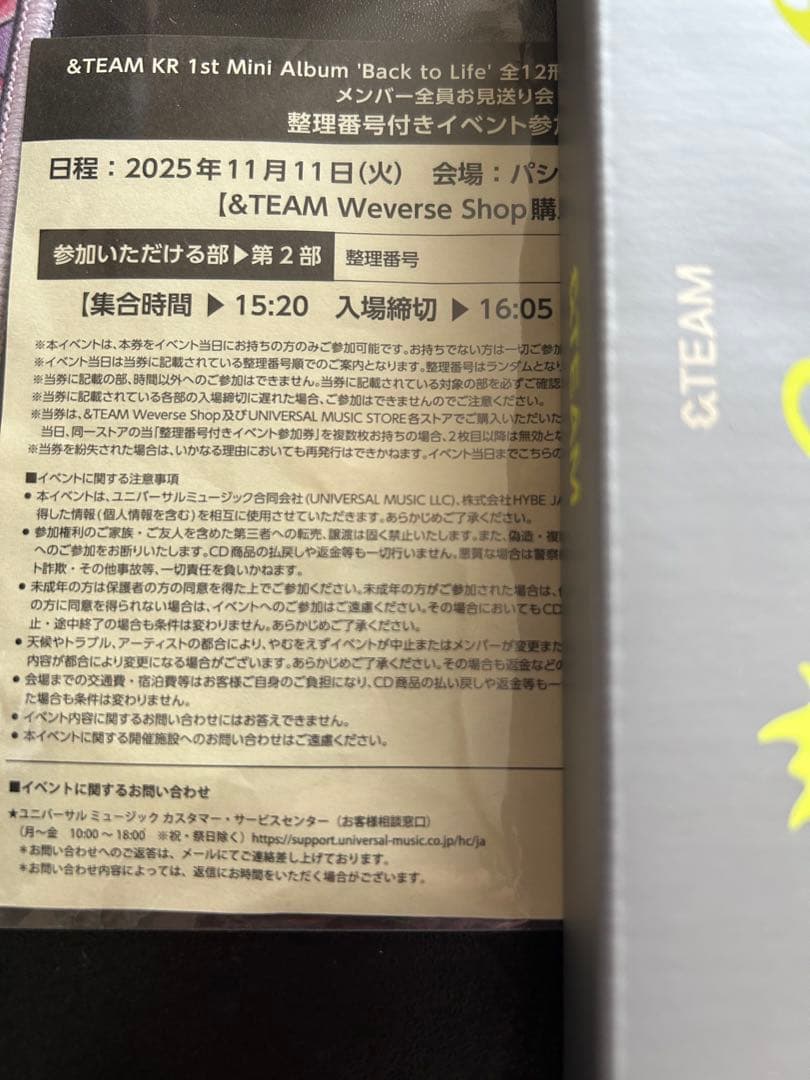 &TEAM KR 1st Mini Album 'Back to Life' 全12形
メンバー全員お見送り会
整理番号付きイベント参加
日程：2025年11月11日(火) 会場：パシ
【&TEAM Weverse Shop 購
参加いただける部▶第2部 整理番号
【集合時間 ▶ 15:20 入場締切 ▶ 16:05
※本イベントは、本券をイベント当日にお持ちの方のみご参加可能です。お持ちでない方は一切ご参加
※イベント当日は当券に記載されている整理番号順でのご案内となります。整理番号はランダムとなり
※当券に記載の部、時間以外へのご参加はできません。当券に記載されている対象の部を必ずご確認
※当券に記載されている各部の入場締切に遅れた場合、ご参加はできませんのでご注意ください。
※当券は、&TEAM Weverse Shop及びUNIVERSAL MUSIC STORE各ストアでご購入いただいた
当日、同一ストアの当「整理番号付きイベント参加券」を複数枚お持ちの場合、2枚目以降は無効とな
※当券を紛失された場合は、いかなる理由においても再発行はできかねます。イベント当日までこちらの
■イベントに関する注意事項
● 本イベントは、ユニバーサルミュージック合同会社(UNIVERSAL MUSIC LLC)、株式会社HYBE JA
得した情報(個人情報を含む)を相互に使用させていただきます。あらかじめご了承ください。
● 参加権利のご家族・ご友人を含めた第三者への転売、譲渡は固く禁止いたします。また、偽造・複
へのご参加をお断りいたします。CD商品の払戻しや返金等も一切行いません。悪質な場合は警察
ト詐欺・その他事故等、一切責任を負いかねます。
● 未成年の方は保護者の方の同意を得た上でご参加ください。未成年の方がご参加された場合は、
の方に同意を得られない場合は、イベントへのご参加はご遠慮ください。その場合においてもCD
止・途中終了の場合も条件は変わりません。あらかじめご了承ください。
● 天候やトラブル、アーティストの都合により、やむをえずイベントが中止またはメンバーが変更また
内容が都合により変更になる場合がございます。あらかじめご了承ください。その場合も返金などの
● 会場までの交通費・宿泊費等はお客様ご自身のご負担になり、CD商品の払い戻しや返金等も一
た場合も条件は変わりません。
● イベント内容に関するお問い合わせにはお答えできません。
● 本イベントに関する開催施設へのお問い合わせはご遠慮ください。
■イベントに関するお問い合わせ
★ユニバーサル ミュージック カスタマー・サービスセンター（お客様相談窓口）
（月〜金 10:00〜18:00 ※祝・祭日除く）https://support.universal-music.co.jp/hc/ja
＊お問い合わせへのご返答は、メールにてご連絡差し上げております。
＊お問い合わせ内容によっては、返信にお時間をいただく場合がございます。
&TEAM